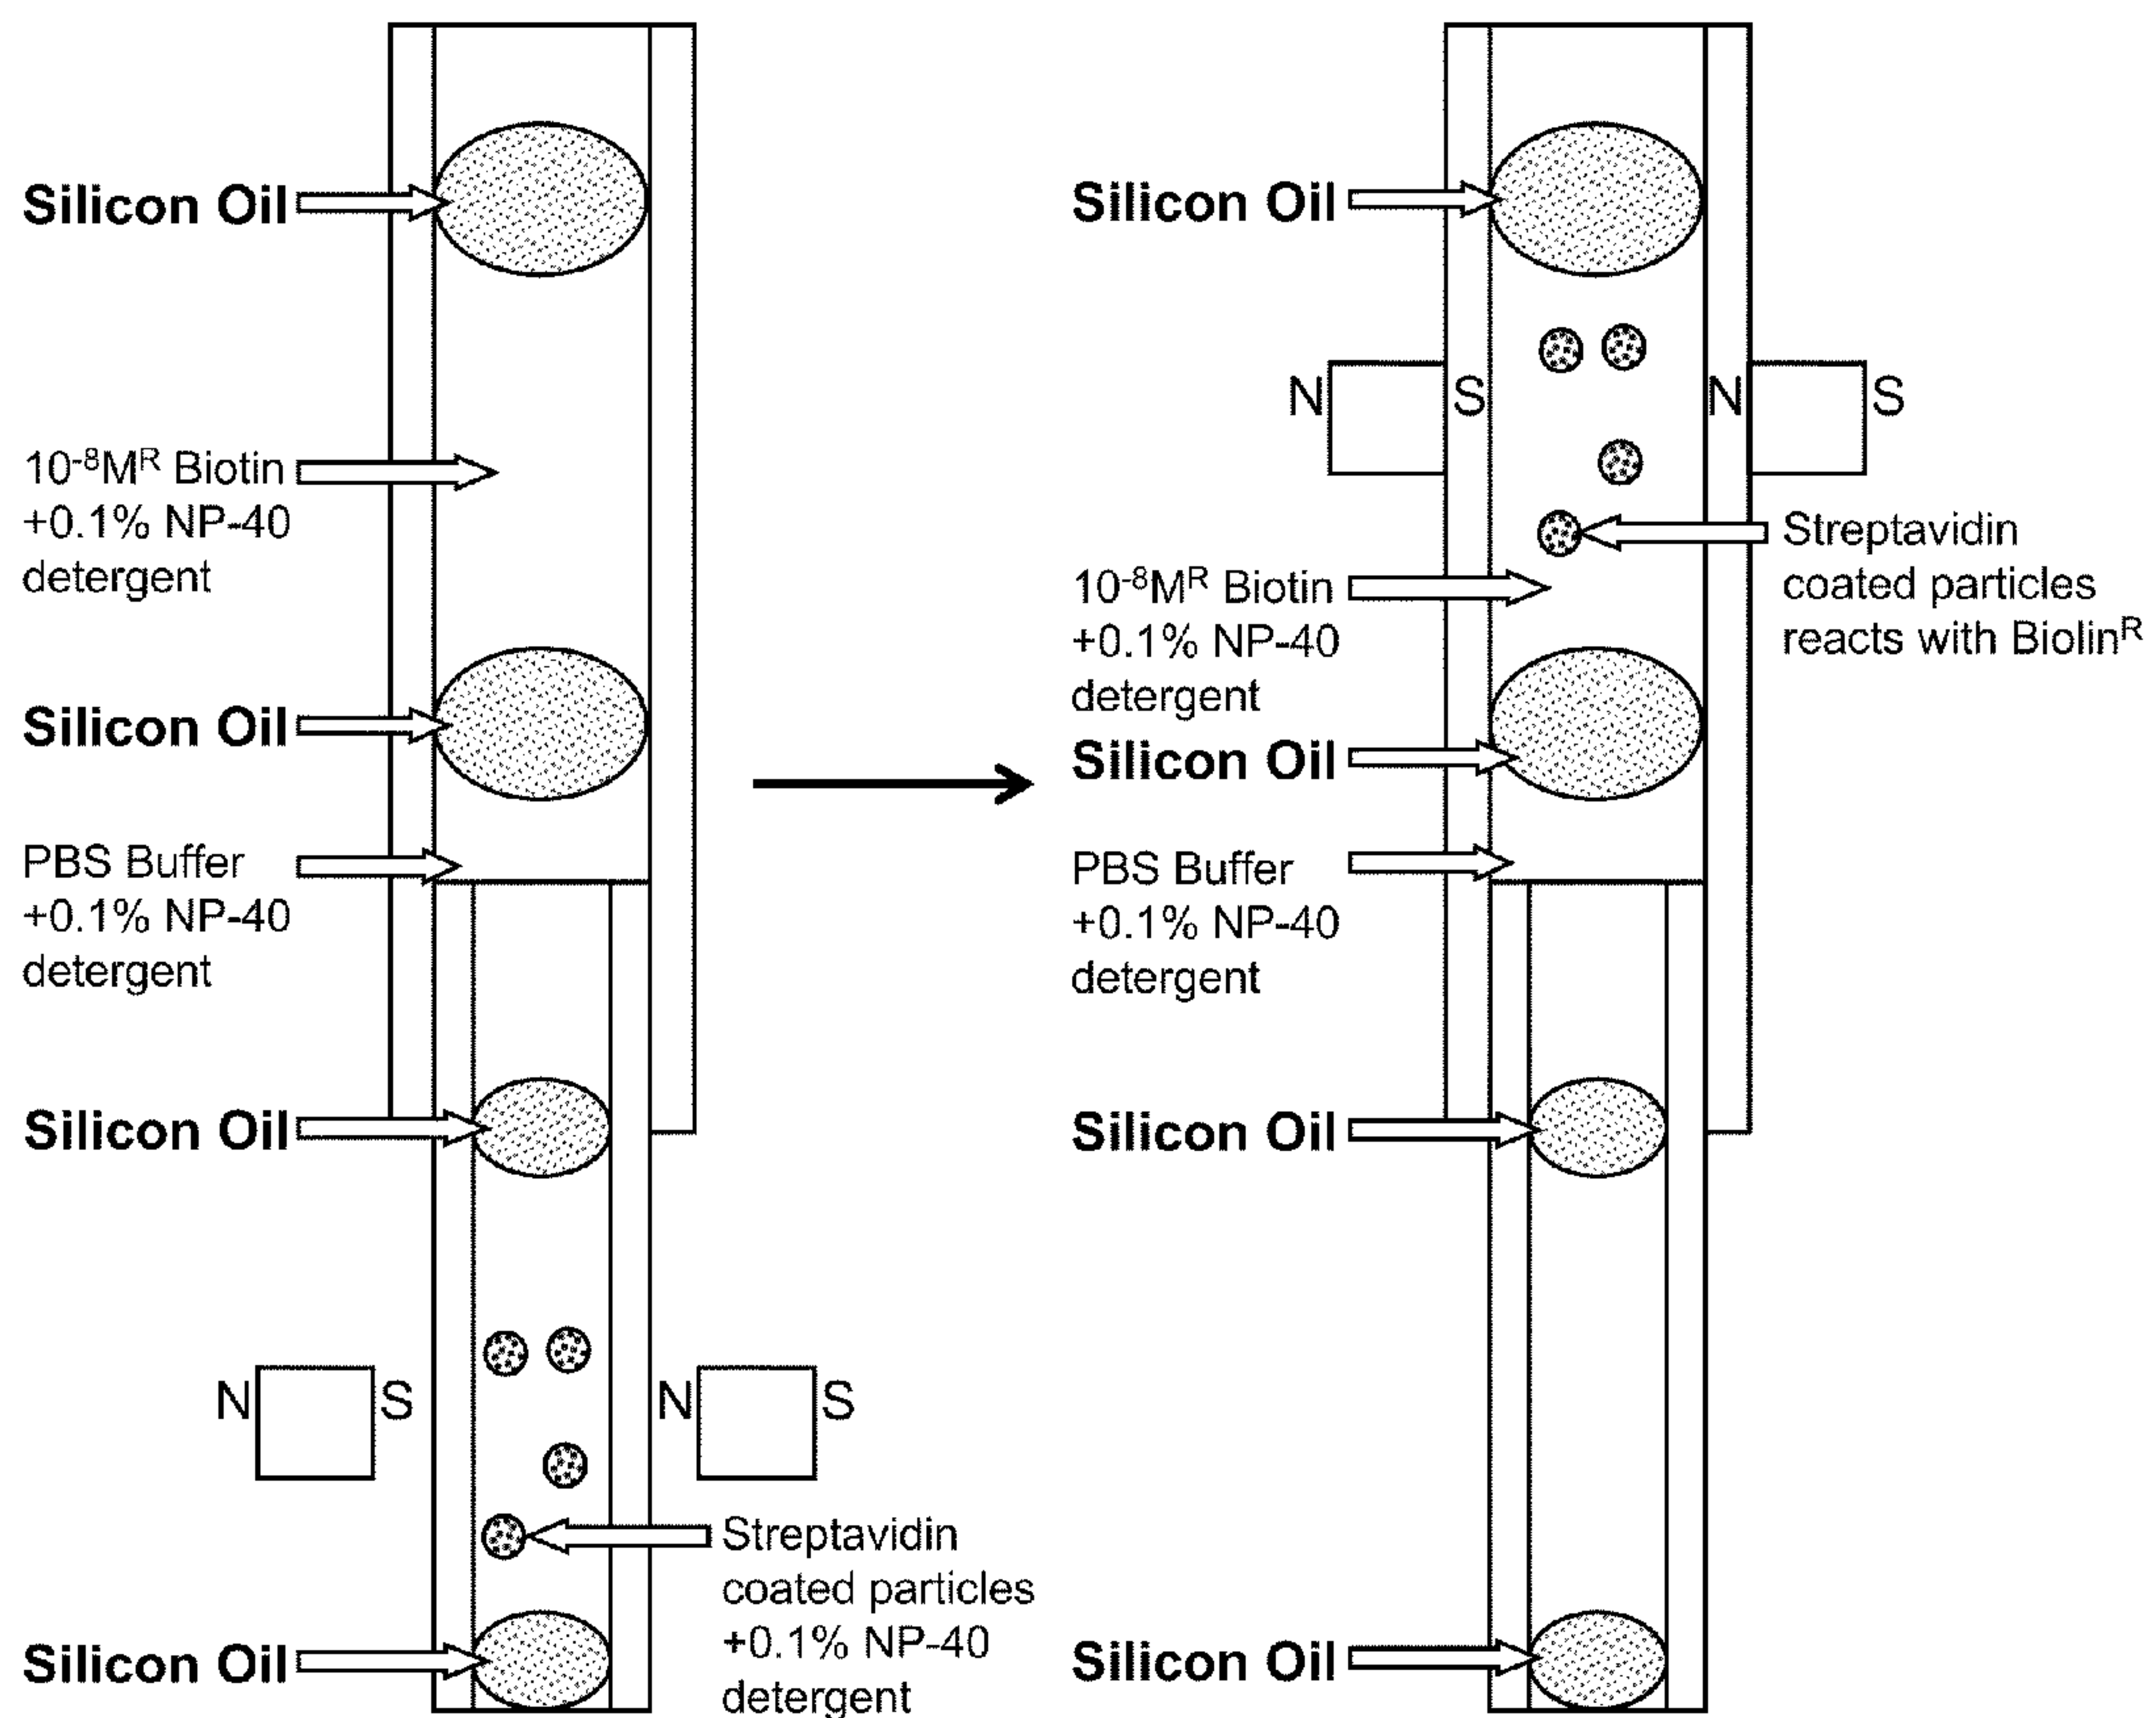 Silicon Oil
10⁻⁸Mᴿ Biotin
+0.1% NP-40
detergent
Silicon Oil
PBS Buffer
+0.1% NP-40
detergent
Silicon Oil
N S N S
Streptavidin
coated particles
+0.1% NP-40
detergent
Silicon Oil
Silicon Oil
N S N S
Streptavidin
coated particles
reacts with Biolinᴿ
10⁻⁸Mᴿ Biotin
+0.1% NP-40
detergent
Silicon Oil
PBS Buffer
+0.1% NP-40
detergent
Silicon Oil
Silicon Oil